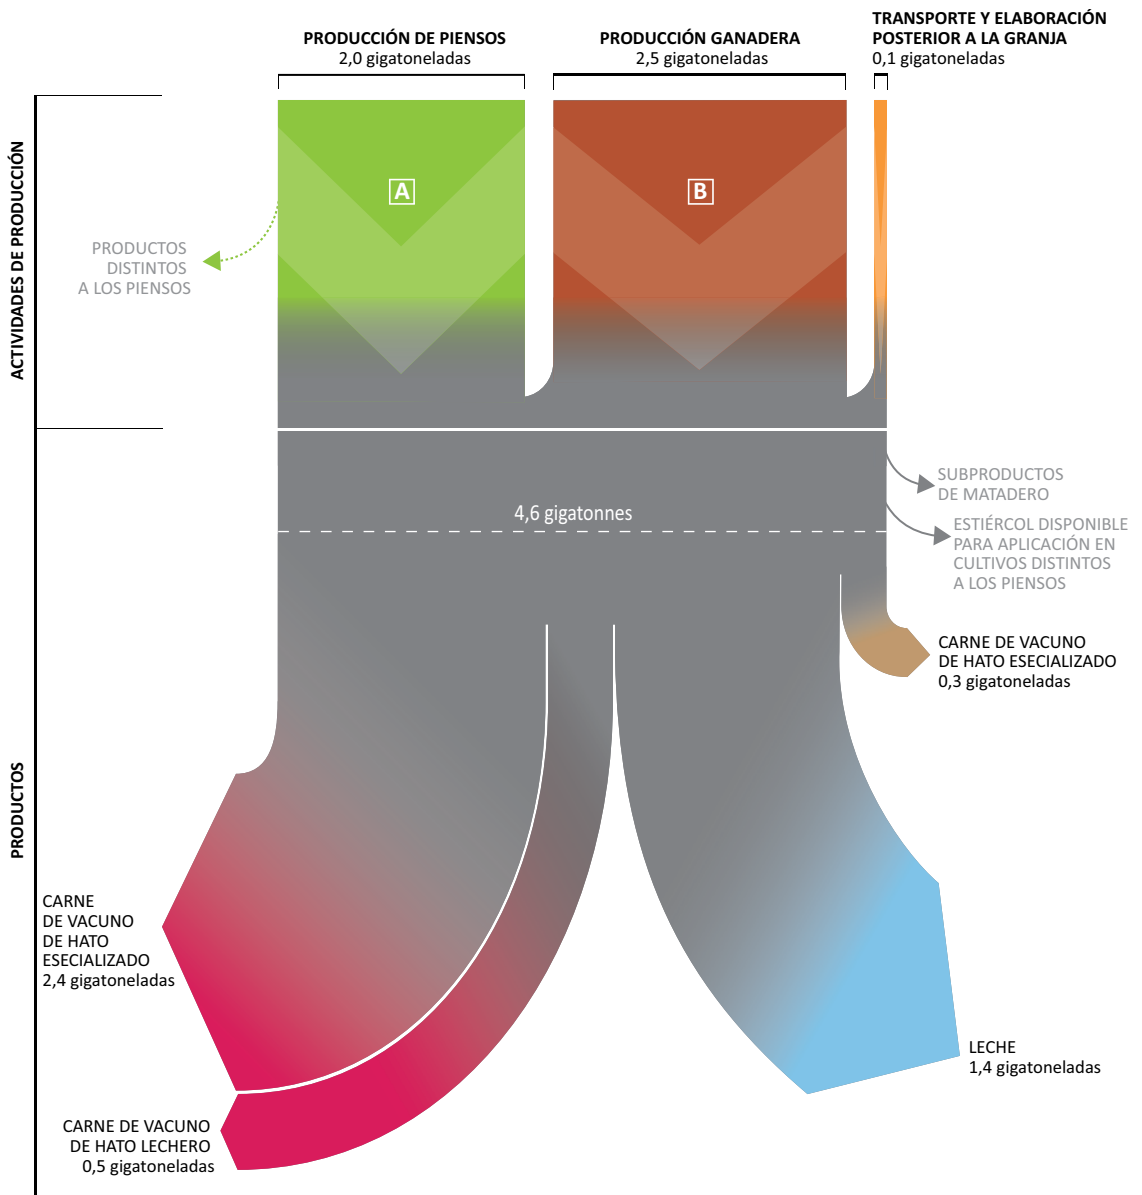 PRODUCCIÓN DE PIENSOS
2,0 gigatoneladas
PRODUCCIÓN GANADERA
2,5 gigatoneladas
TRANSPORTE Y ELABORACIÓN
POSTERIOR A LA GRANJA
0,1 gigatoneladas
ACTIVIDADES DE PRODUCCIÓN
A
B
PRODUCTOS
DISTINTOS
A LOS PIENSOS
SUBPRODUCTOS
DE MATADERO
4,6 gigatonnes
ESTIÉRCOL DISPONIBLE
PARA APLICACIÓN EN
CULTIVOS DISTINTOS
A LOS PIENSOS
CARNE DE VACUNO
DE HATO ESECIALIZADO
0,3 gigatoneladas
PRODUCTOS
CARNE
DE VACUNO
DE HATO
ESECIALIZADO
2,4 gigatoneladas
LECHE
1,4 gigatoneladas
CARNE DE VACUNO
DE HATO LECHERO
0,5 gigatoneladas